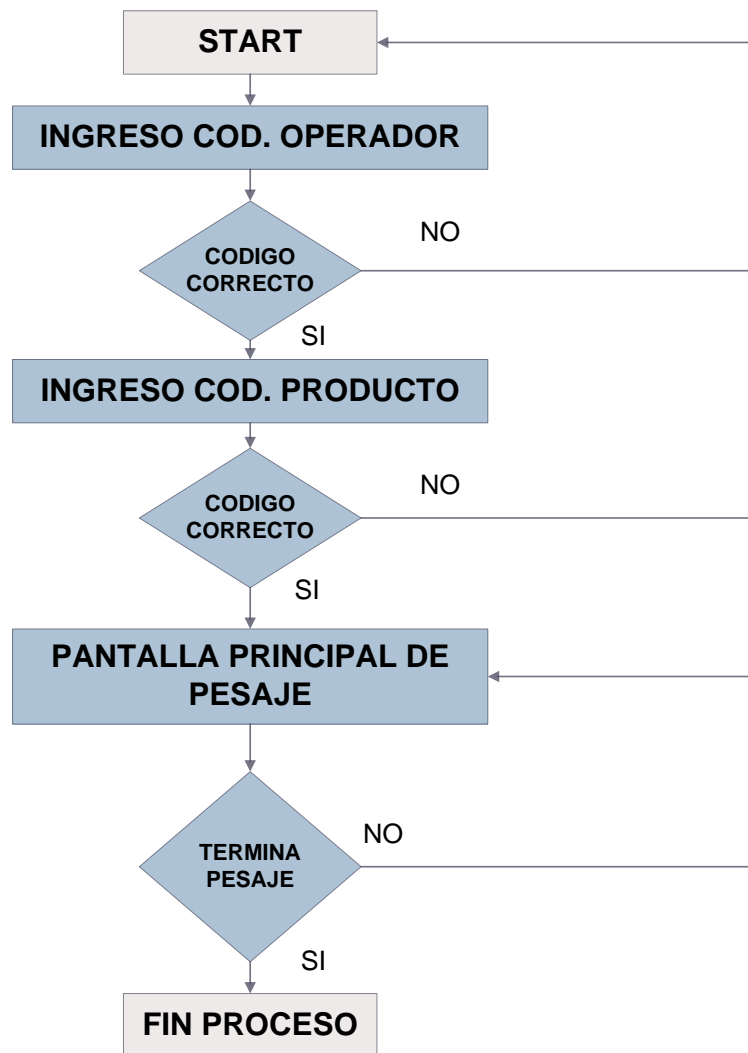 START
INGRESO COD. OPERADOR
CODIGO
CORRECTO
NO
SI
INGRESO COD. PRODUCTO
CODIGO
CORRECTO
NO
SI
PANTALLA PRINCIPAL DE
PESAJE
NO
TERMINA
PESAJE
SI
FIN PROCESO